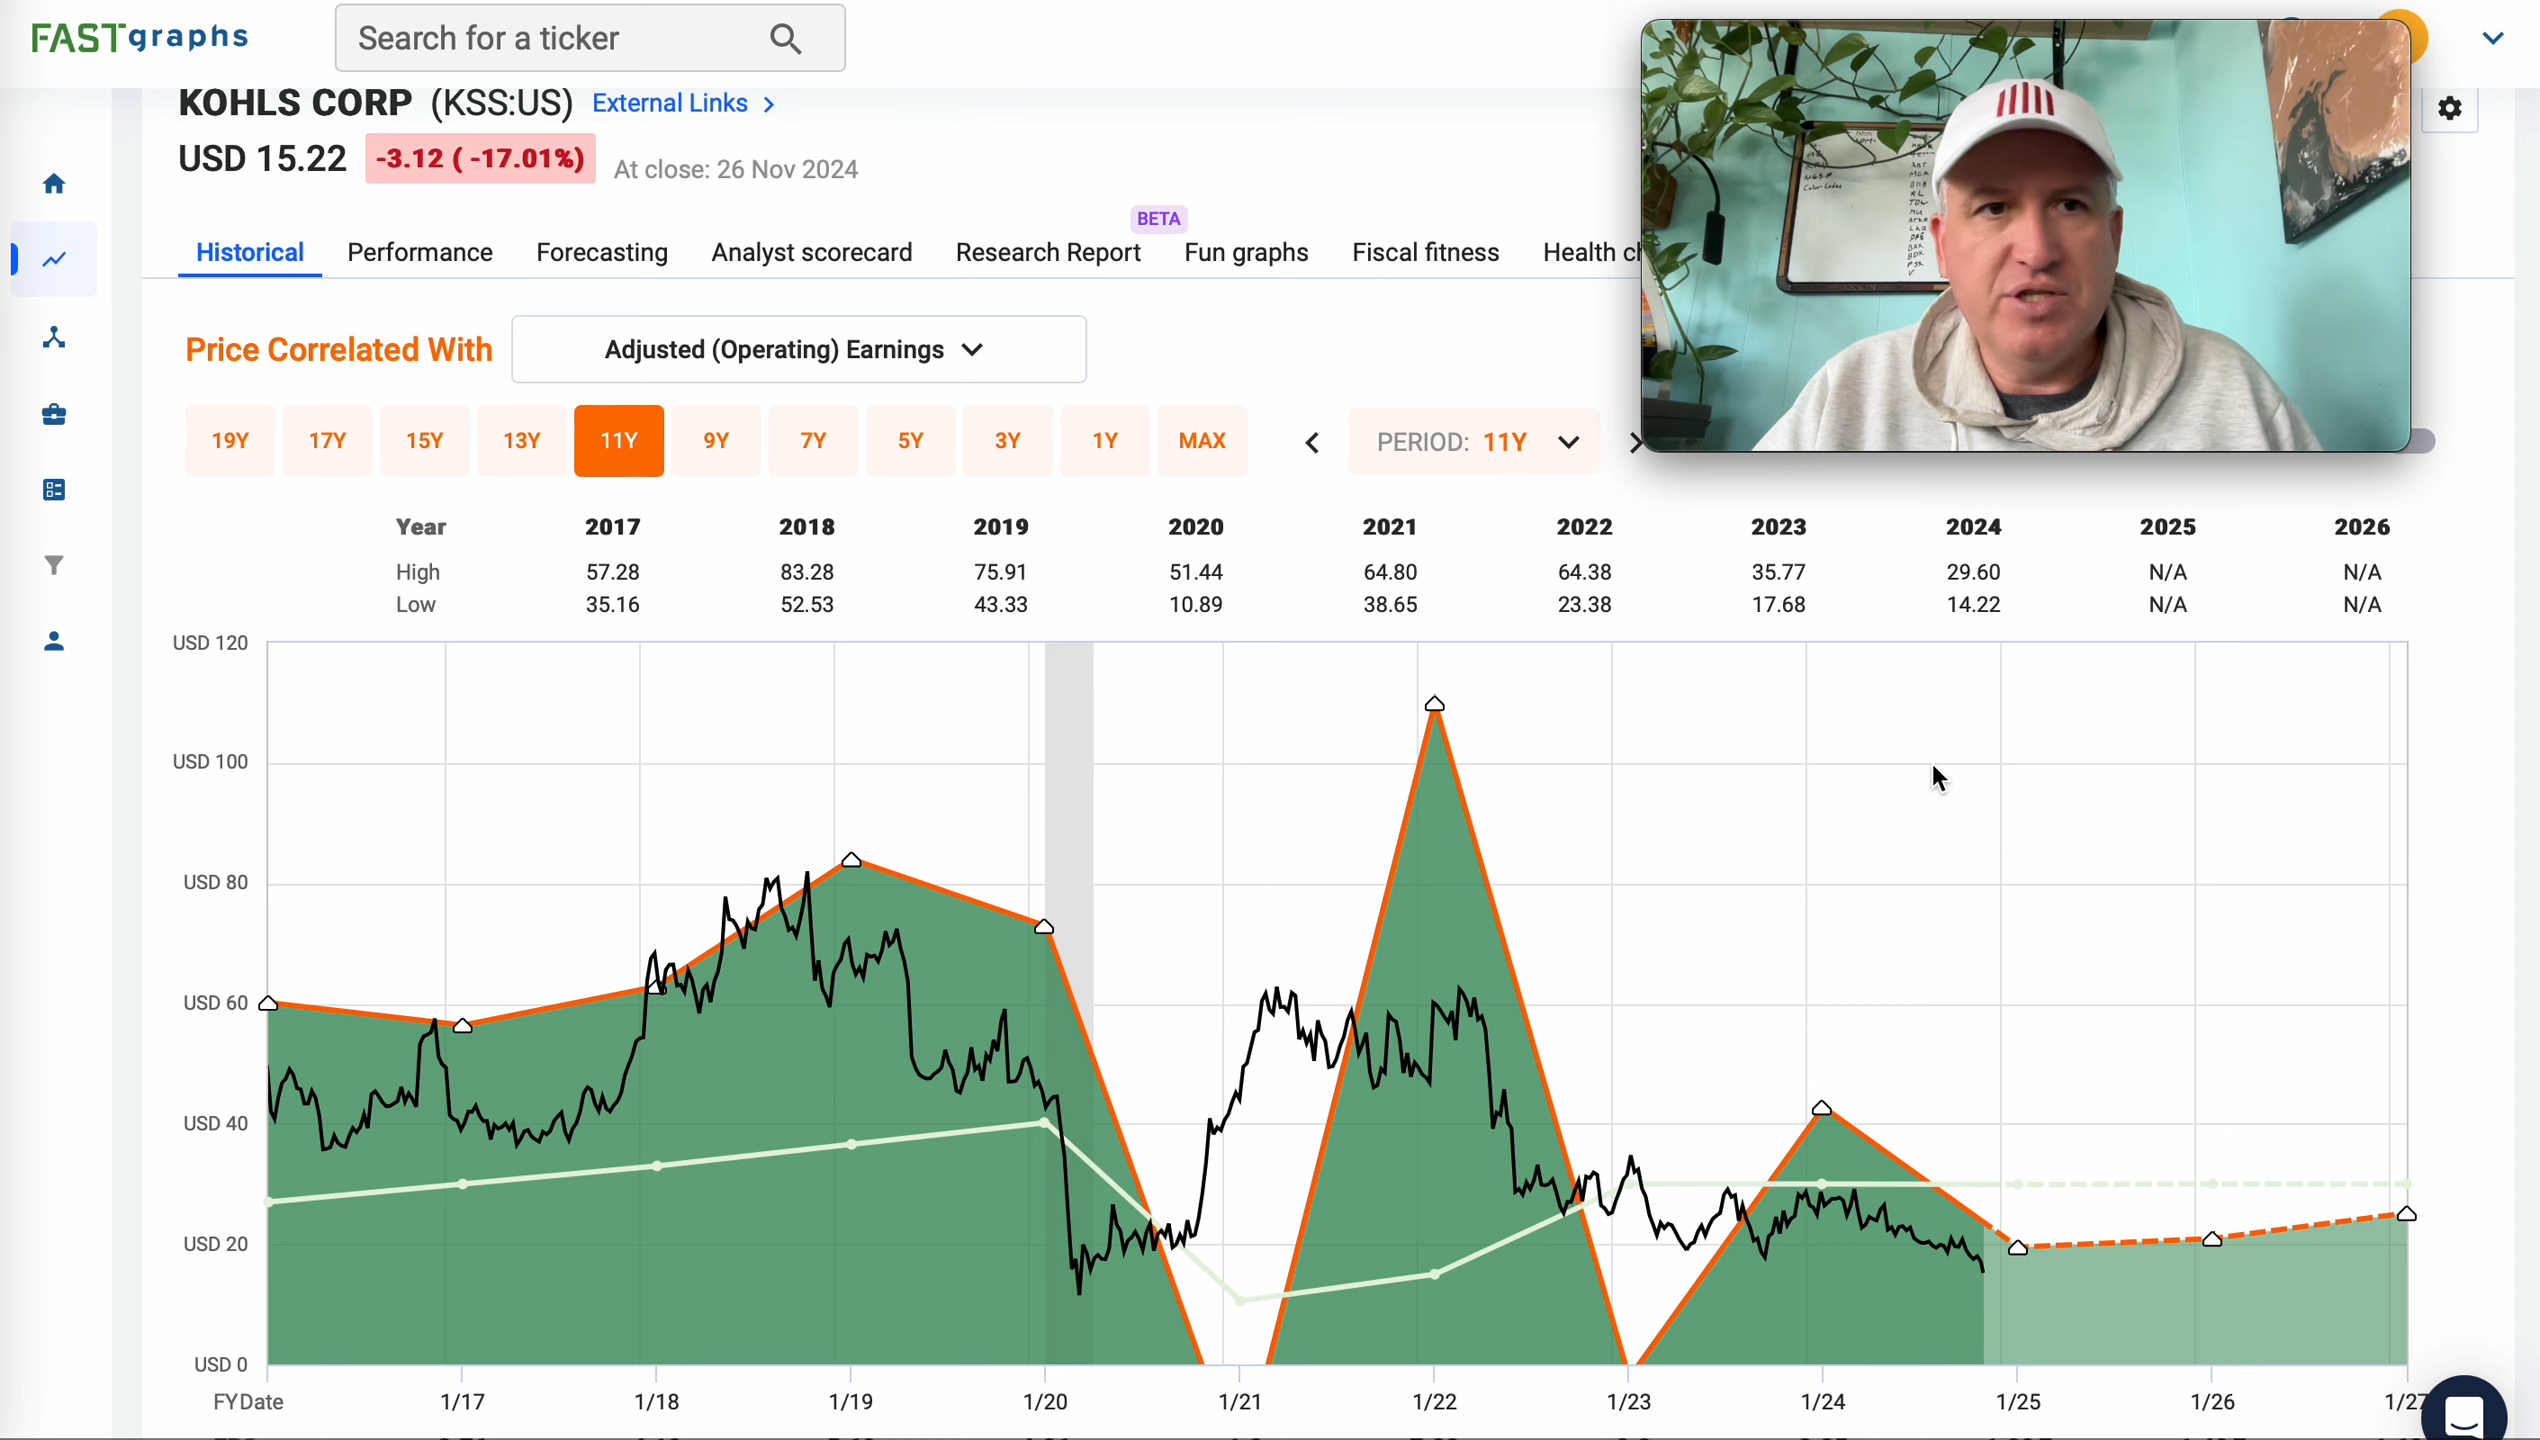 FAST graphs
Search for a ticker
KOHLS CORP (KSS:US) External Links >
USD 15.22 -3.12 ( -17.01%) At close: 26 Nov 2024
BETA
Historical Performance Forecasting Analyst scorecard Research Report Fun graphs Fiscal fitness Health ch
Price Correlated With Adjusted (Operating) Earnings
19Y 17Y 15Y 13Y 11Y 9Y 7Y 5Y 3Y 1Y MAX PERIOD: 11Y
Year 2017 2018 2019 2020 2021 2022 2023 2024 2025 2026
High 57.28 83.28 75.91 51.44 64.80 64.38 35.77 29.60 N/A N/A
Low 35.16 52.53 43.33 10.89 38.65 23.38 17.68 14.22 N/A N/A
USD 120
USD 100
USD 80
USD 60
USD 40
USD 20
USD 0
FYDate 1/17 1/18 1/19 1/20 1/21 1/22 1/23 1/24 1/25 1/26 1/27